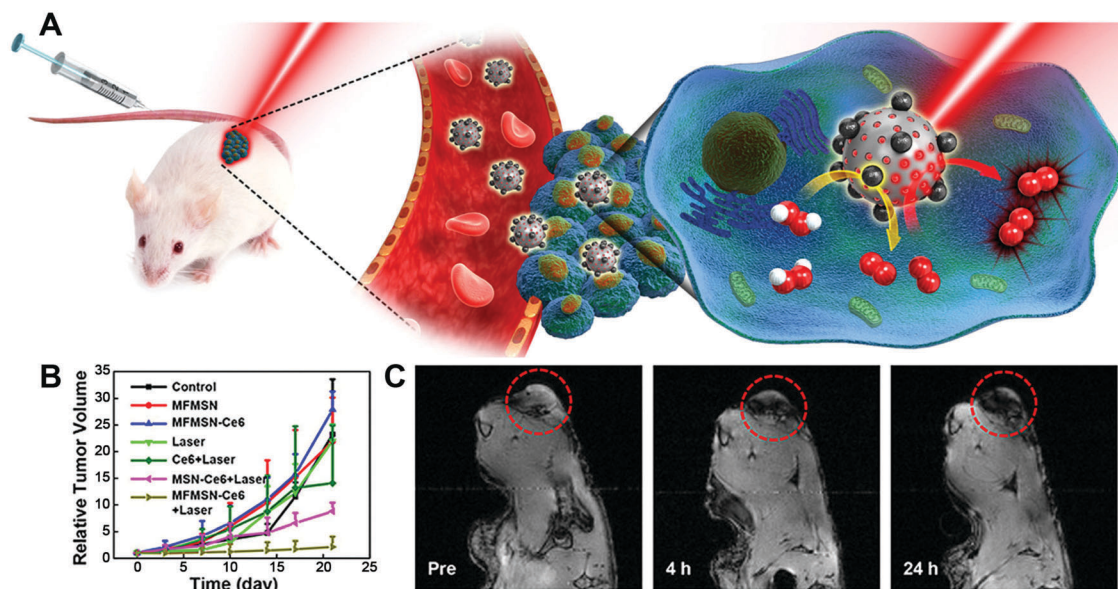 A
B
Relative Tumor Volume
35
30
25
20
15
10
5
0
Control
MFMSN
MFMSN-Ce6
Laser
Ce6+Laser
MSN-Ce6+Laser
MFMSN-Ce6
+Laser
0 5 10 15 20 25
Time (day)
C
Pre
4 h
24 h